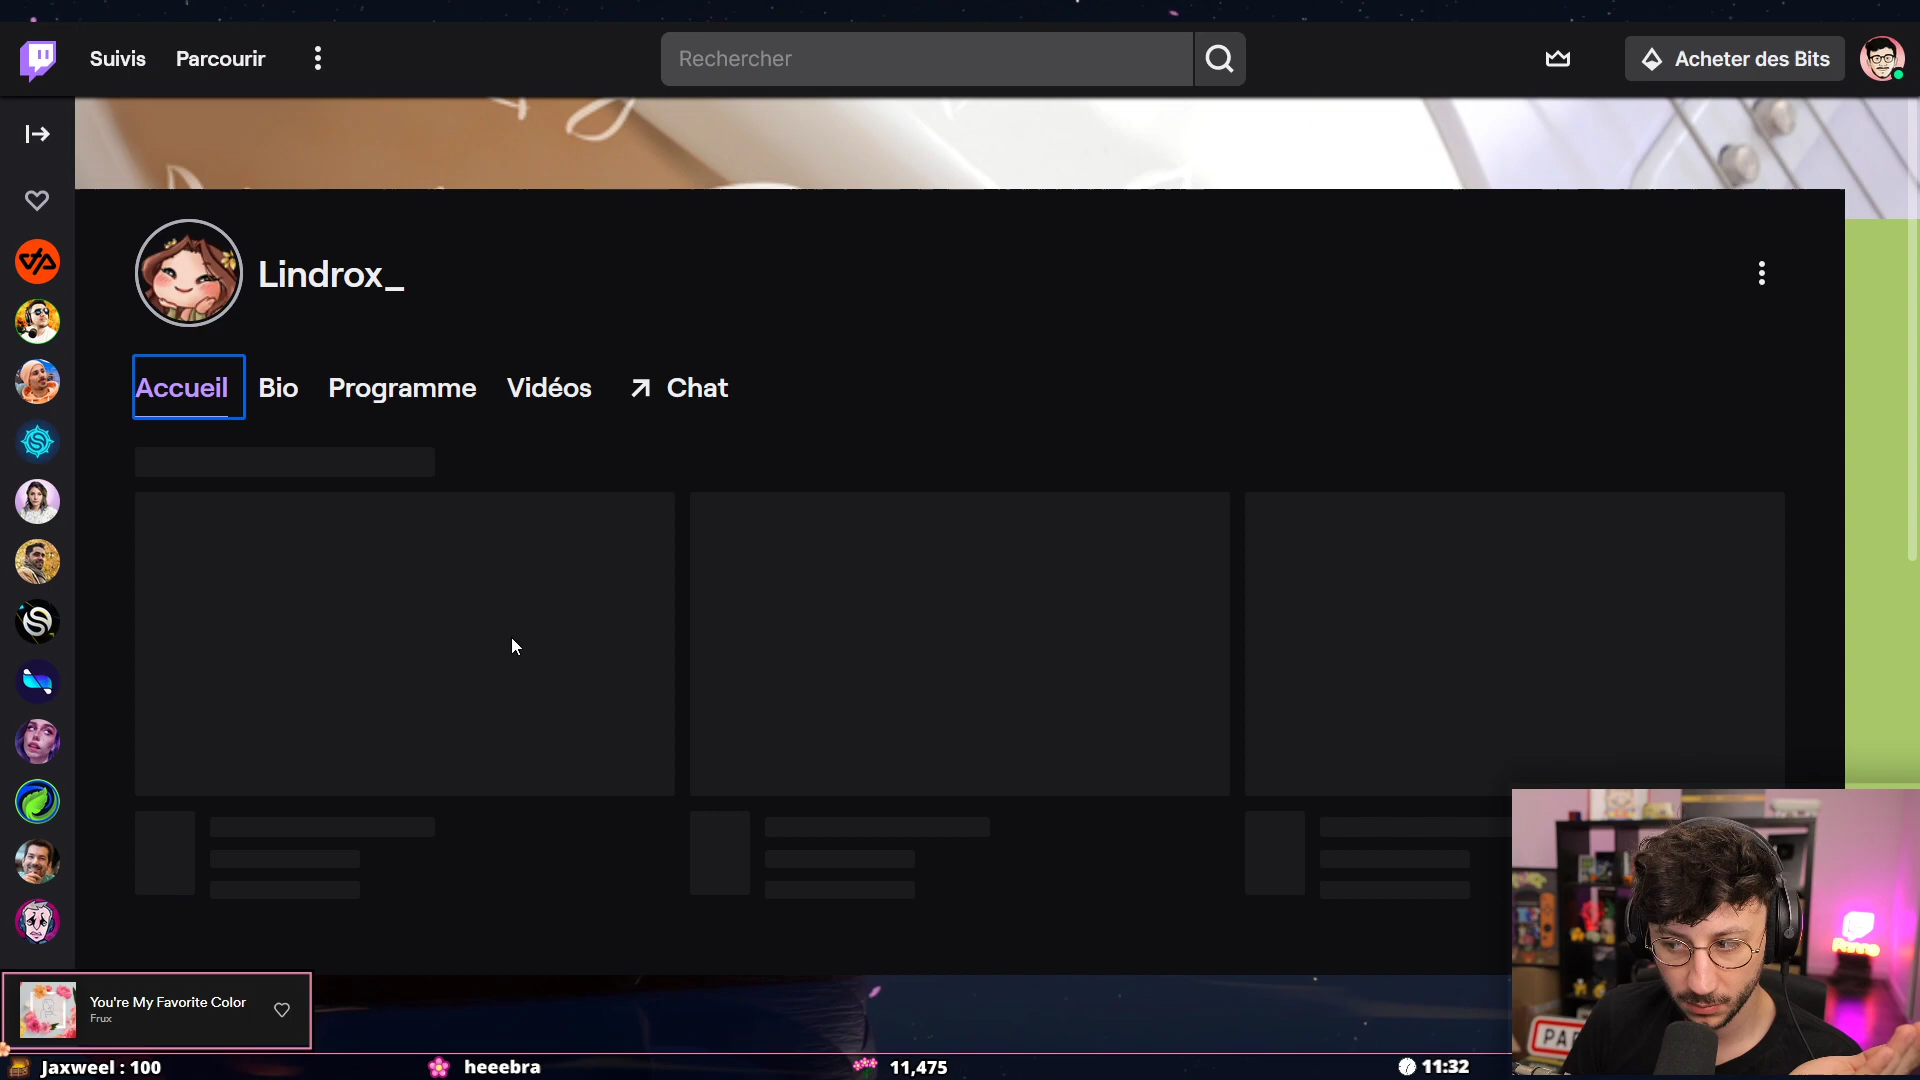 Suivis
Parcourir
Rechercher
Acheter des Bits
Lindrox_
Accueil
Bio
Programme
Vidéos
Chat
You're My Favorite Color
Frux
Jaxweel : 100
heeebra
11,475
11:32